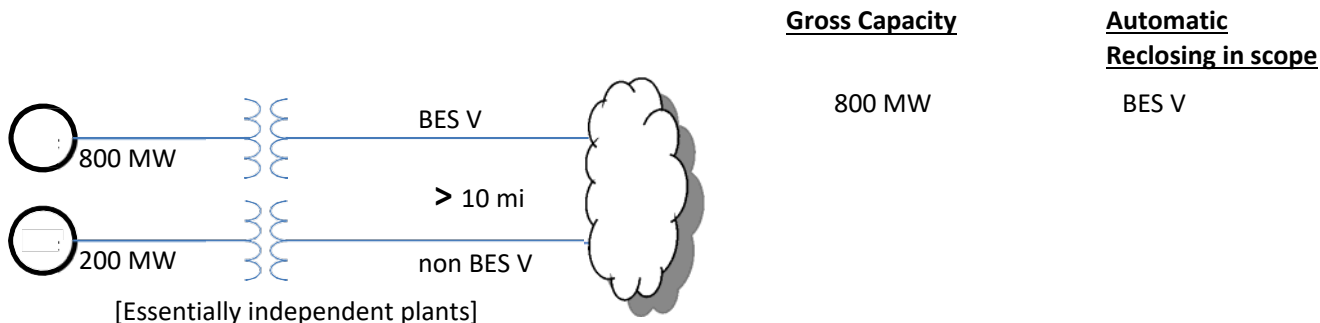 Gross Capacity
Automatic
Reclosing in scope
800 MW
BES V
BES V
800 MW
> 10 mi
200 MW
non BES V
[Essentially independent plants]